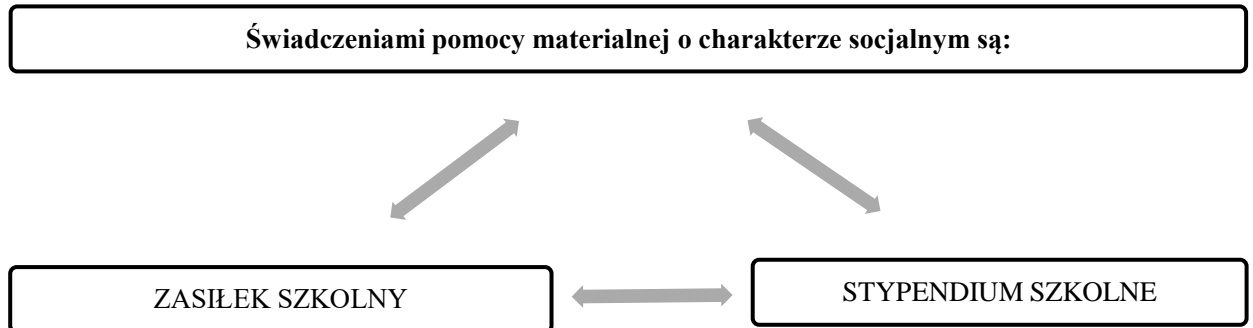 Świadczeniami pomocy materialnej o charakterze socjalnym są:
ZASIŁEK SZKOLNY
STYPENDIUM SZKOLNE